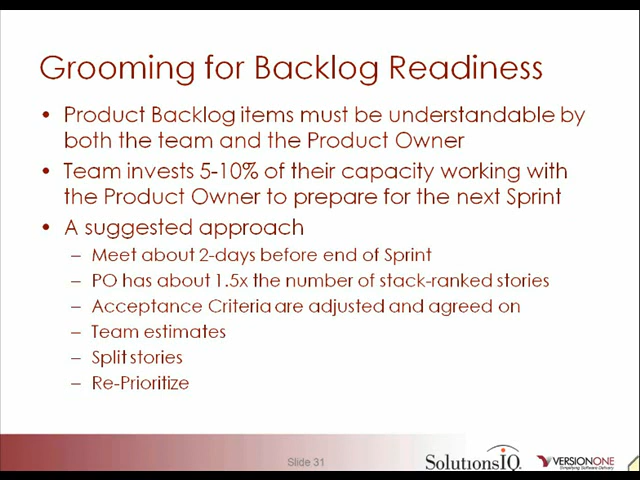 Grooming for Backlog Readiness
• Product Backlog items must be understandable by
both the team and the Product Owner
• Team invests 5-10% of their capacity working with
the Product Owner to prepare for the next Sprint
• A suggested approach
– Meet about 2-days before end of Sprint
– PO has about 1.5x the number of stack-ranked stories
– Acceptance Criteria are adjusted and agreed on
– Team estimates
– Split stories
– Re-Prioritize
Slide 31
SolutionsIQ
VERSIONONE
Simplifying Software Delivery